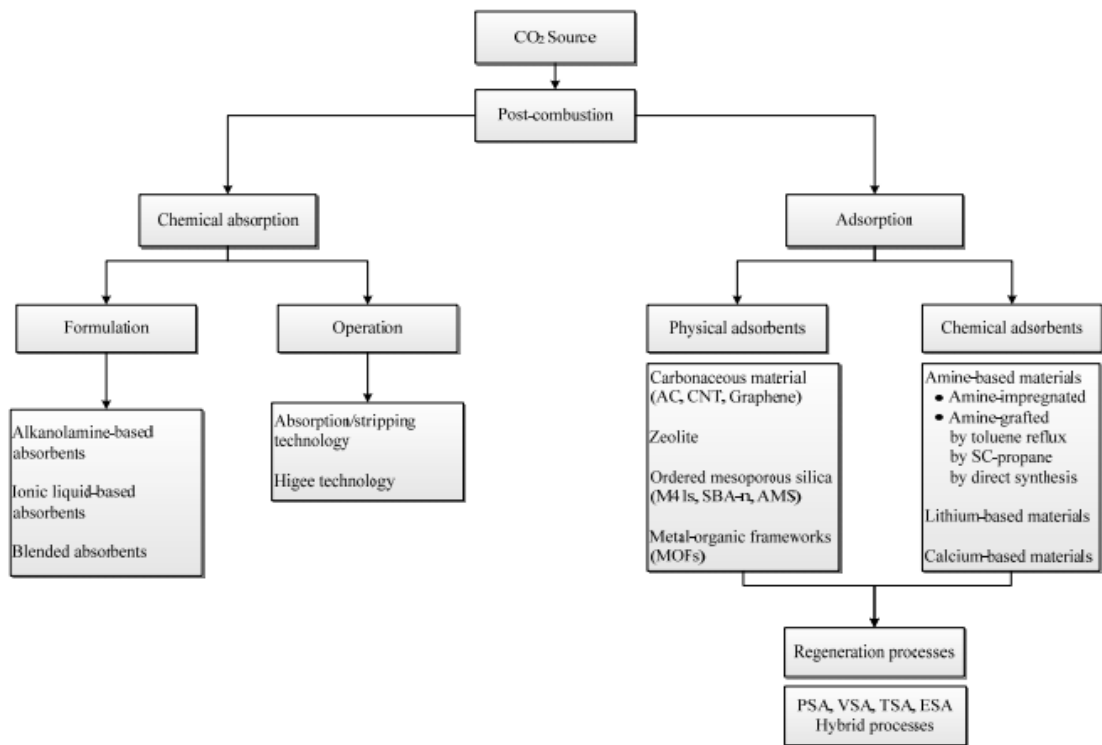 CO₂ Source
Post-combustion
Chemical absorption
Adsorption
Formulation
Operation
Physical adsorbents
Chemical adsorbents
Alkanolamine-based
absorbents
Ionic liquid-based
absorbents
Blended absorbents
Absorption/stripping
technology
Higee technology
Carbonaceous material
(AC, CNT, Graphene)
Zeolite
Ordered mesoporous silica
(M41s, SBA-n, AMS)
Metal-organic frameworks
(MOFs)
Amine-based materials
● Amine-impregnated
● Amine-grafted
by toluene reflux
by SC-propane
by direct synthesis
Lithium-based materials
Calcium-based materials
Regeneration processes
PSA, VSA, TSA, ESA
Hybrid processes